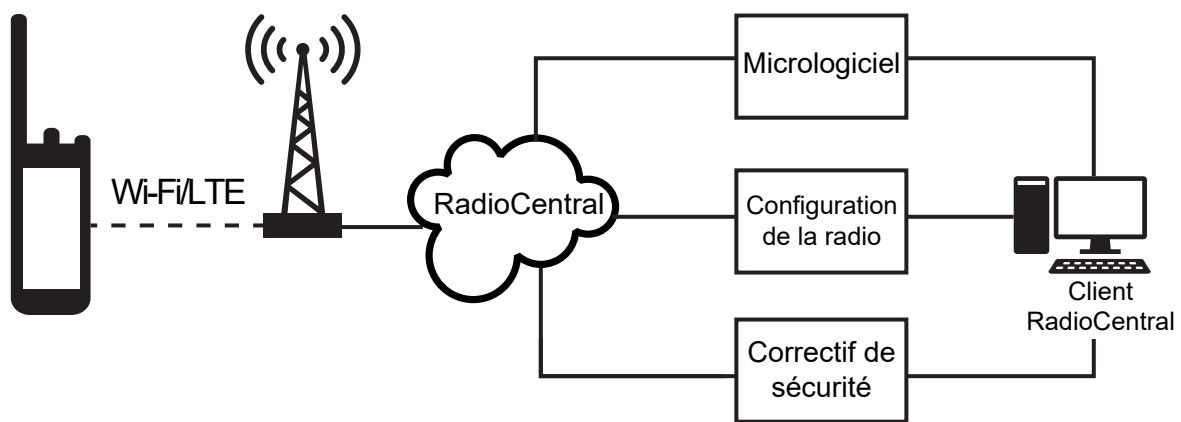 Micrologiciel
Wi-Fi/LTE
RadioCentral
Configuration
de la radio
Client
RadioCentral
Correctif de
sécurité